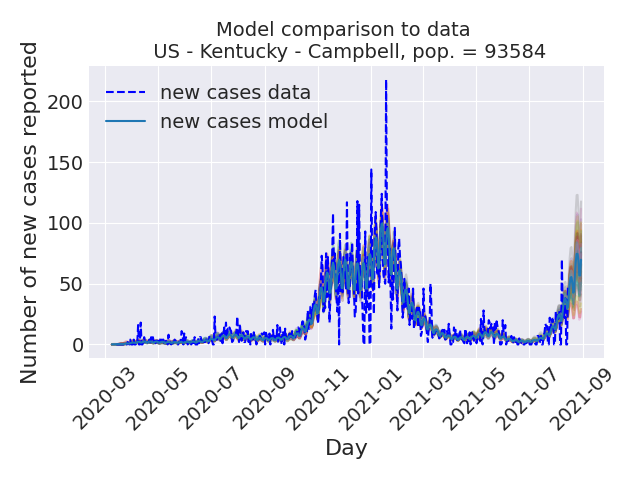 Model comparison to data
US - Kentucky - Campbell, pop. = 93584
Number of new cases reported
200
150
100
50
0
new cases data
new cases model
2020-03
2020-05
2020-07
2020-09
2020-11
2021-01
2021-03
2021-05
2021-07
2021-09
Day